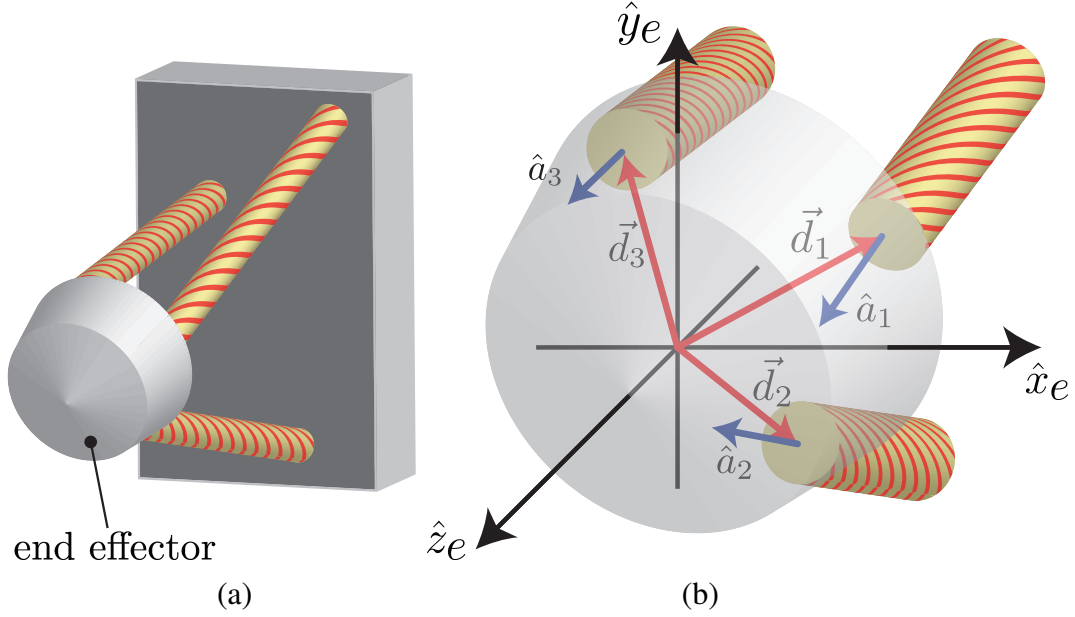 ŷₑ
â₃
d⃗₃
d⃗₁
â₁
x̂ₑ
d⃗₂
â₂
ẑₑ
end effector
(a)
(b)